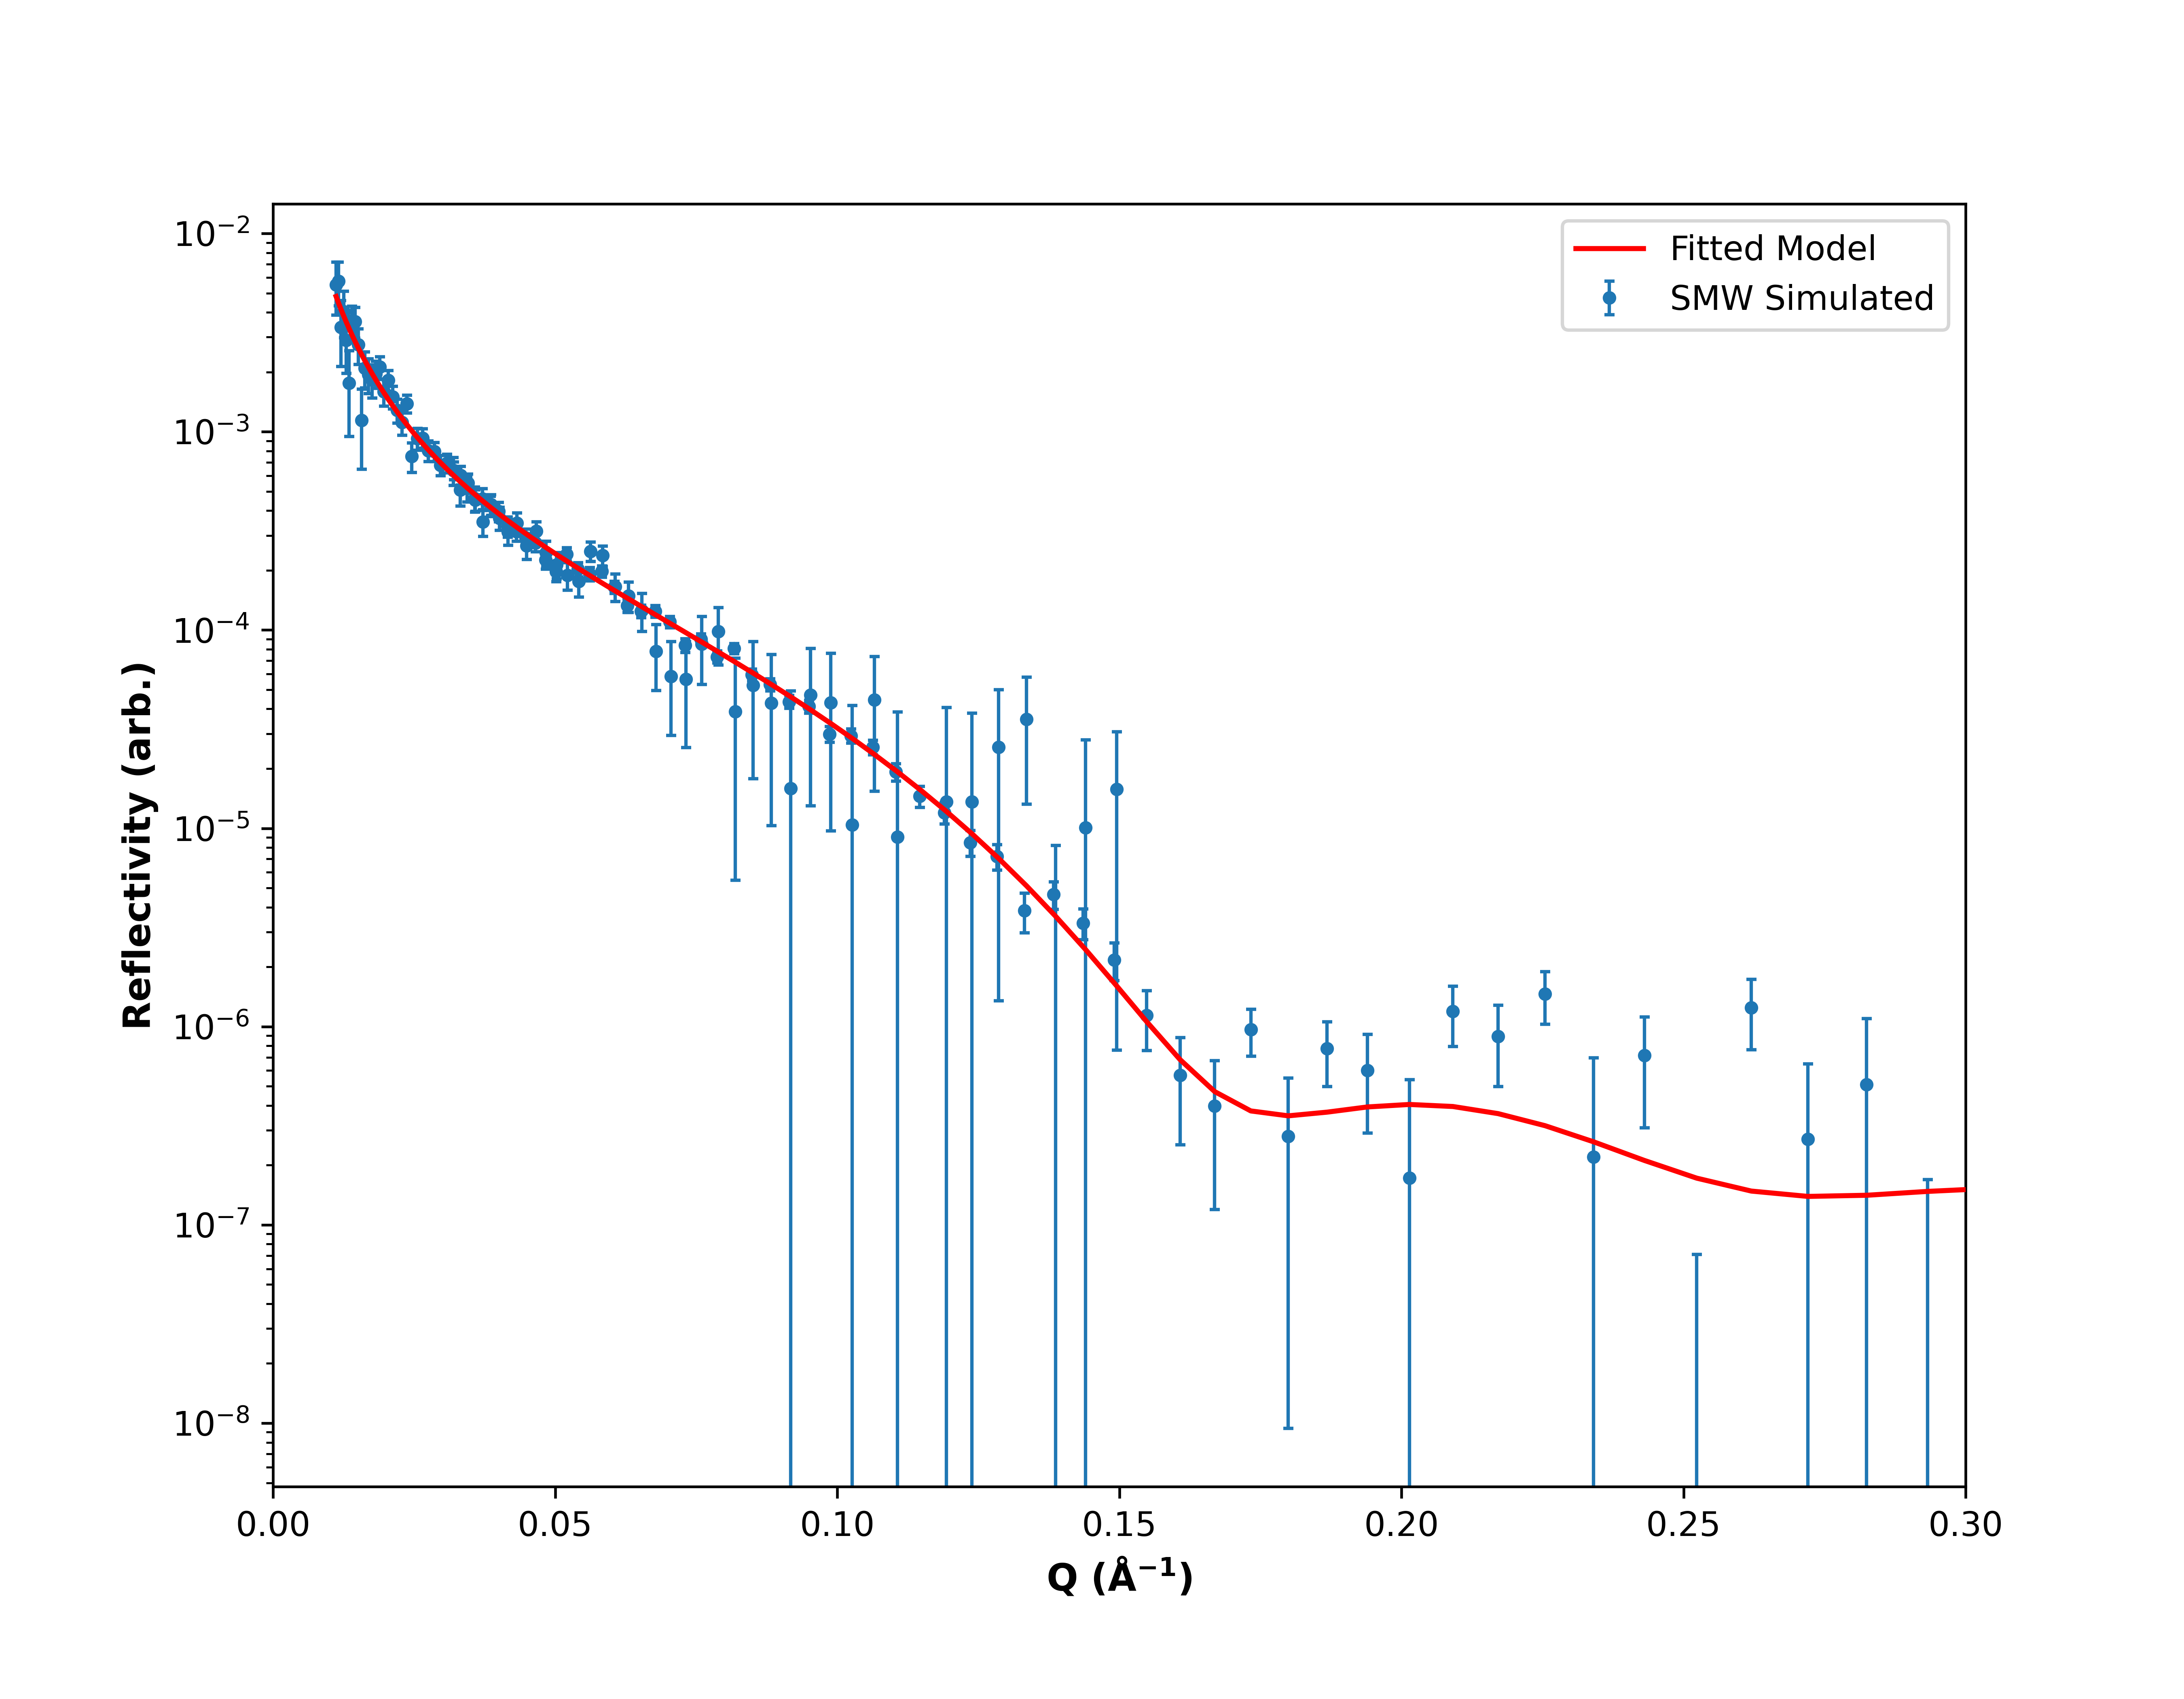 Fitted Model
SMW Simulated
Reflectivity (arb.)
10⁻²
10⁻³
10⁻⁴
10⁻⁵
10⁻⁶
10⁻⁷
10⁻⁸
0.00 0.05 0.10 0.15 0.20 0.25 0.30
Q (Å⁻¹)